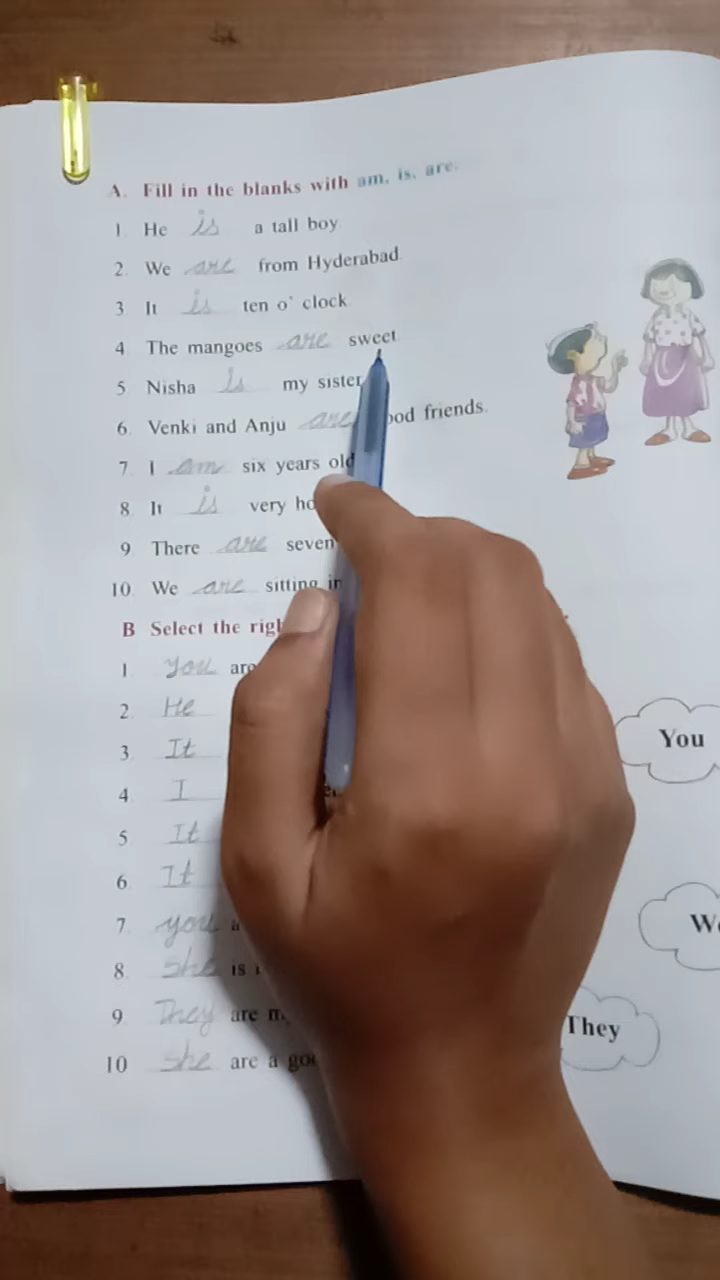 A. Fill in the blanks with am, is, are.
1 He is a tall boy
2. We are from Hyderabad.
3 It is ten o' clock
4 The mangoes are sweet
5. Nisha is my sister
6. Venki and Anju are friends.
7. I am six years old
8. It is very
9 There are seven
10. We are sitting
B Select the
1 You are
2. He
3. It
4 I
5 It
6 It
7. you
8. she is
9. They are
10 she are a
You
They